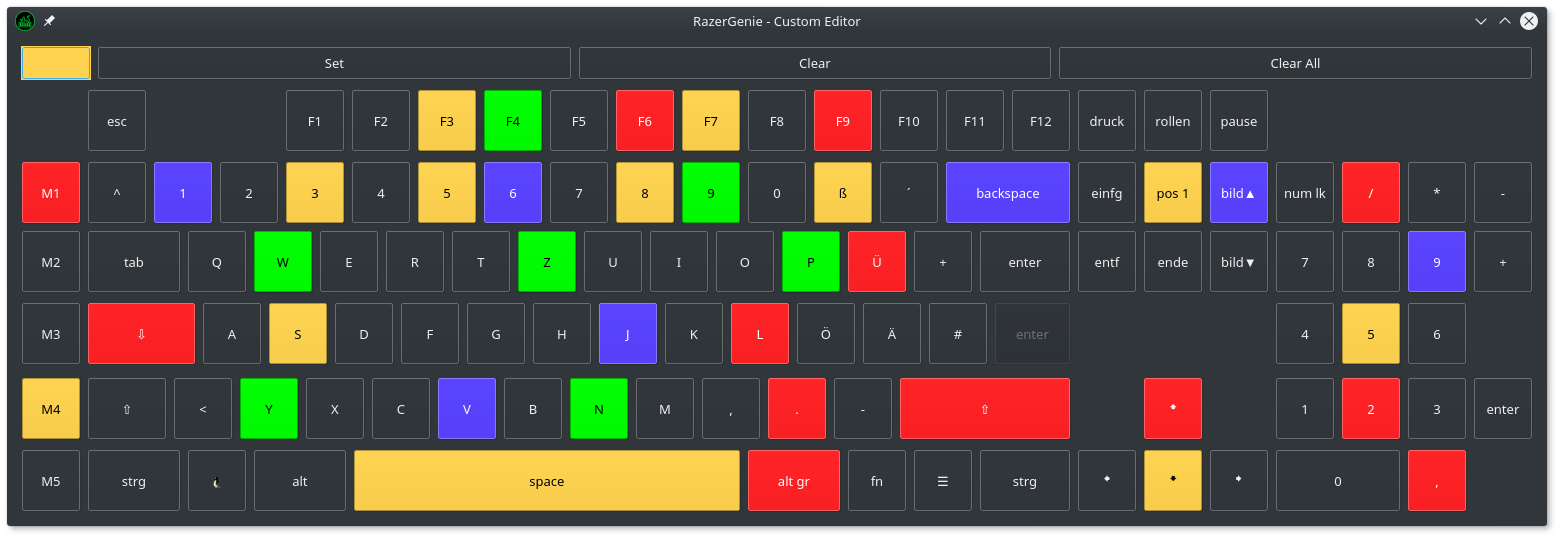 RazerGenie - Custom Editor
Set Clear Clear All
esc F1 F2 F3 F4 F5 F6 F7 F8 F9 F10 F11 F12 druck rollen pause
M1 ^ 1 2 3 4 5 6 7 8 9 0 ß ´ backspace einfg pos 1 bild▲ num lk / * -
M2 tab Q W E R T Z U I O P Ü + enter entf ende bild▼ 7 8 9 +
M3 ⇩ A S D F G H J K L Ö Ä # enter 4 5 6
M4 ⇧ < Y X C V B N M , . - ⇧ 1 2 3 enter
M5 strg alt space alt gr fn ☰ strg 0 ,